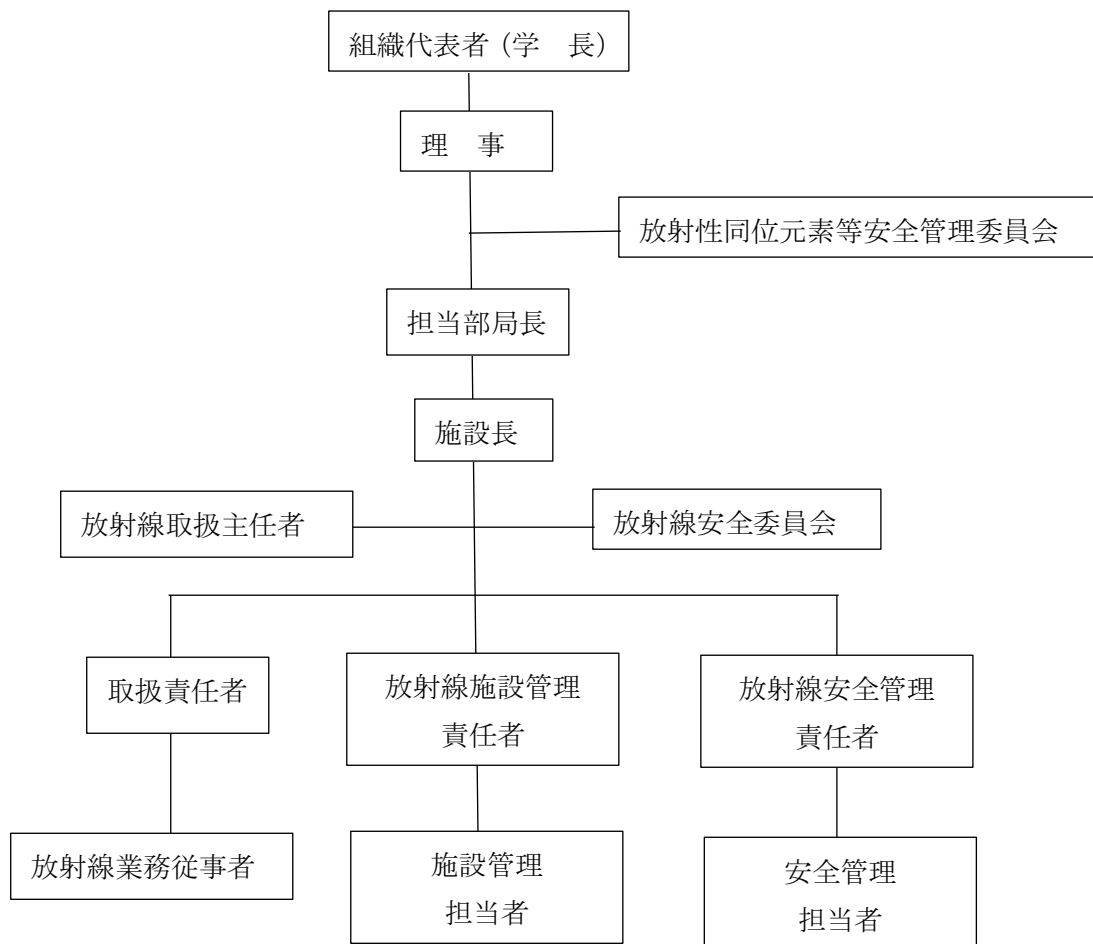 組織代表者（学　長）
理　事
放射性同位元素等安全管理委員会
担当部局長
施設長
放射線取扱主任者
放射線安全委員会
取扱責任者
放射線施設管理
責任者
放射線安全管理
責任者
放射線業務従事者
施設管理
担当者
安全管理
担当者